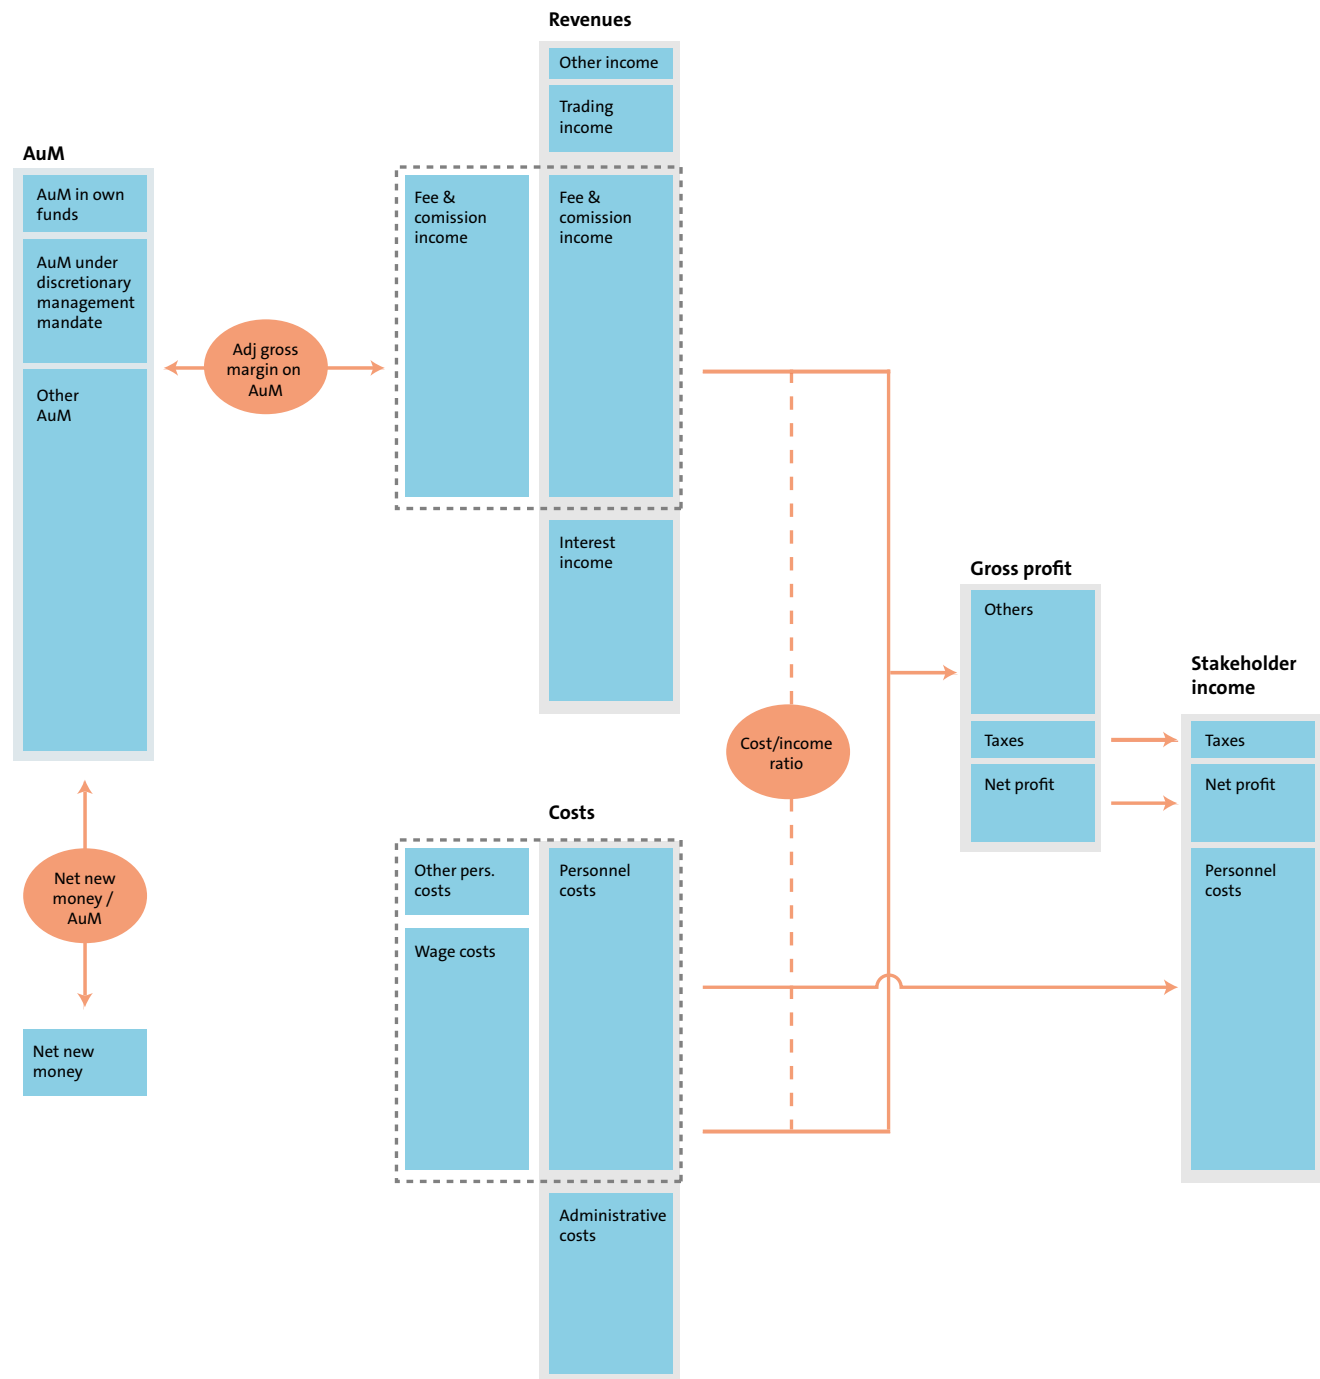 Revenues
Other income
Trading
income
Fee &
comission
income
Fee &
comission
income
Interest
income
AuM
AuM in own
funds
AuM under
discretionary
management
mandate
Other
AuM
Adj gross
margin on
AuM
Net new
money /
AuM
Net new
money
Costs
Other pers.
costs
Wage costs
Personnel
costs
Administrative
costs
Cost/income
ratio
Gross profit
Others
Taxes
Net profit
Stakeholder
income
Taxes
Net profit
Personnel
costs